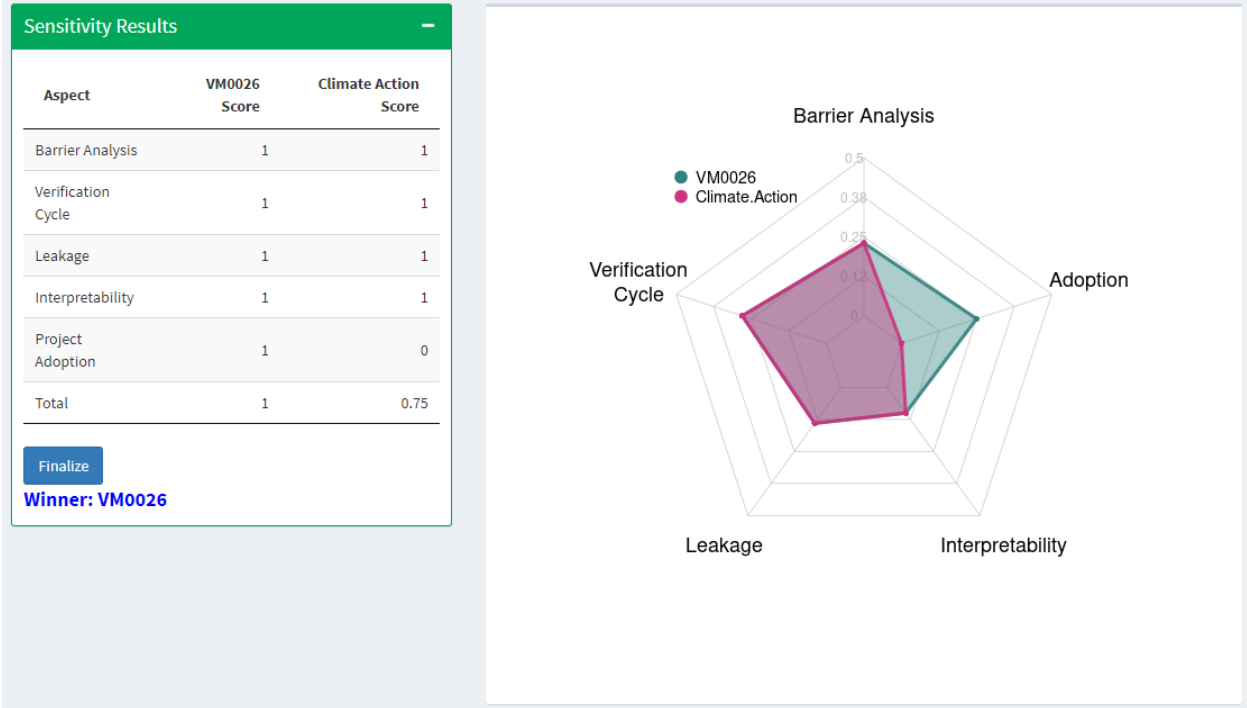 Sensitivity Results −
Aspect VM0026 Score Climate Action Score
Barrier Analysis 1 1
Verification Cycle 1 1
Leakage 1 1
Interpretability 1 1
Project Adoption 1 0
Total 1 0.75
Finalize
Winner: VM0026
Barrier Analysis
0.5
VM0026
Climate.Action
0.38
0.25
Verification
Cycle
Adoption
0.12
0
Leakage
Interpretability